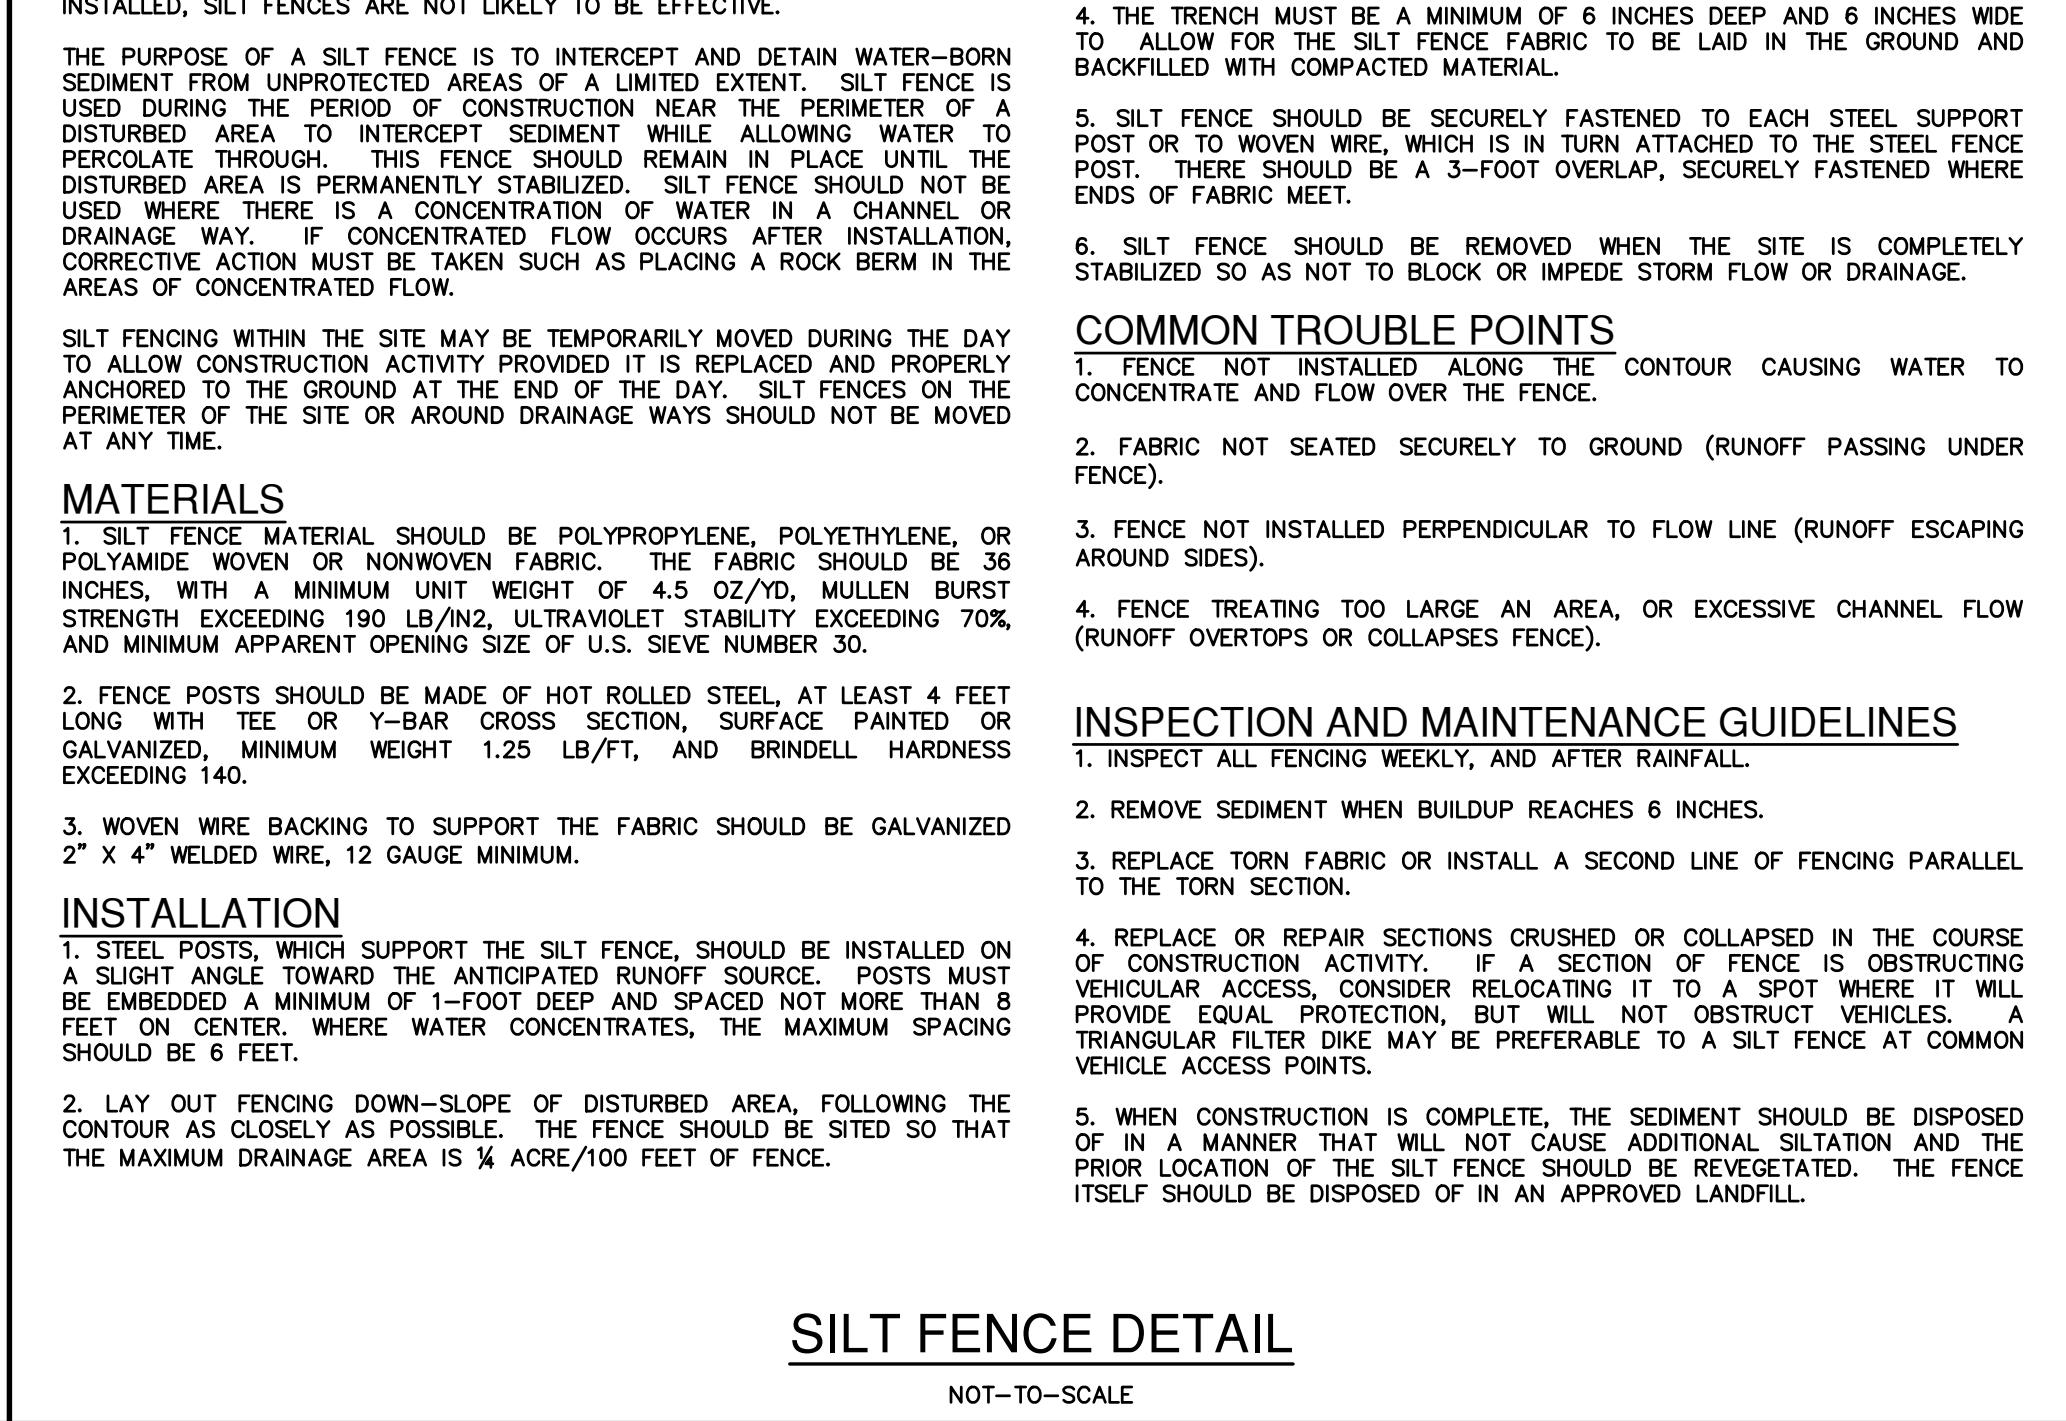 INSTALLED, SILT FENCES ARE NOT LIKELY TO BE EFFECTIVE.
THE PURPOSE OF A SILT FENCE IS TO INTERCEPT AND DETAIN WATER-BORN
SEDIMENT FROM UNPROTECTED AREAS OF A LIMITED EXTENT. SILT FENCE IS
USED DURING THE PERIOD OF CONSTRUCTION NEAR THE PERIMETER OF A
DISTURBED AREA TO INTERCEPT SEDIMENT WHILE ALLOWING WATER TO
PERCOLATE THROUGH. THIS FENCE SHOULD REMAIN IN PLACE UNTIL THE
DISTURBED AREA IS PERMANENTLY STABILIZED. SILT FENCE SHOULD NOT BE
USED WHERE THERE IS A CONCENTRATION OF WATER IN A CHANNEL OR
DRAINAGE WAY. IF CONCENTRATED FLOW OCCURS AFTER INSTALLATION,
CORRECTIVE ACTION MUST BE TAKEN SUCH AS PLACING A ROCK BERM IN THE
AREAS OF CONCENTRATED FLOW.
SILT FENCING WITHIN THE SITE MAY BE TEMPORARILY MOVED DURING THE DAY
TO ALLOW CONSTRUCTION ACTIVITY PROVIDED IT IS REPLACED AND PROPERLY
ANCHORED TO THE GROUND AT THE END OF THE DAY. SILT FENCES ON THE
PERIMETER OF THE SITE OR AROUND DRAINAGE WAYS SHOULD NOT BE MOVED
AT ANY TIME.
MATERIALS
1. SILT FENCE MATERIAL SHOULD BE POLYPROPYLENE, POLYETHYLENE, OR
POLYAMIDE WOVEN OR NONWOVEN FABRIC. THE FABRIC SHOULD BE 36
INCHES, WITH A MINIMUM UNIT WEIGHT OF 4.5 OZ/YD, MULLEN BURST
STRENGTH EXCEEDING 190 LB/IN2, ULTRAVIOLET STABILITY EXCEEDING 70%,
AND MINIMUM APPARENT OPENING SIZE OF U.S. SIEVE NUMBER 30.
2. FENCE POSTS SHOULD BE MADE OF HOT ROLLED STEEL, AT LEAST 4 FEET
LONG WITH TEE OR Y-BAR CROSS SECTION, SURFACE PAINTED OR
GALVANIZED, MINIMUM WEIGHT 1.25 LB/FT, AND BRINDELL HARDNESS
EXCEEDING 140.
3. WOVEN WIRE BACKING TO SUPPORT THE FABRIC SHOULD BE GALVANIZED
2" X 4" WELDED WIRE, 12 GAUGE MINIMUM.
INSTALLATION
1. STEEL POSTS, WHICH SUPPORT THE SILT FENCE, SHOULD BE INSTALLED ON
A SLIGHT ANGLE TOWARD THE ANTICIPATED RUNOFF SOURCE. POSTS MUST
BE EMBEDDED A MINIMUM OF 1-FOOT DEEP AND SPACED NOT MORE THAN 8
FEET ON CENTER. WHERE WATER CONCENTRATES, THE MAXIMUM SPACING
SHOULD BE 6 FEET.
2. LAY OUT FENCING DOWN-SLOPE OF DISTURBED AREA, FOLLOWING THE
CONTOUR AS CLOSELY AS POSSIBLE. THE FENCE SHOULD BE SITED SO THAT
THE MAXIMUM DRAINAGE AREA IS ¼ ACRE/100 FEET OF FENCE.
4. THE TRENCH MUST BE A MINIMUM OF 6 INCHES DEEP AND 6 INCHES WIDE
TO ALLOW FOR THE SILT FENCE FABRIC TO BE LAID IN THE GROUND AND
BACKFILLED WITH COMPACTED MATERIAL.
5. SILT FENCE SHOULD BE SECURELY FASTENED TO EACH STEEL SUPPORT
POST OR TO WOVEN WIRE, WHICH IS IN TURN ATTACHED TO THE STEEL FENCE
POST. THERE SHOULD BE A 3-FOOT OVERLAP, SECURELY FASTENED WHERE
ENDS OF FABRIC MEET.
6. SILT FENCE SHOULD BE REMOVED WHEN THE SITE IS COMPLETELY
STABILIZED SO AS NOT TO BLOCK OR IMPEDE STORM FLOW OR DRAINAGE.
COMMON TROUBLE POINTS
1. FENCE NOT INSTALLED ALONG THE CONTOUR CAUSING WATER TO
CONCENTRATE AND FLOW OVER THE FENCE.
2. FABRIC NOT SEATED SECURELY TO GROUND (RUNOFF PASSING UNDER
FENCE).
3. FENCE NOT INSTALLED PERPENDICULAR TO FLOW LINE (RUNOFF ESCAPING
AROUND SIDES).
4. FENCE TREATING TOO LARGE AN AREA, OR EXCESSIVE CHANNEL FLOW
(RUNOFF OVERTOPS OR COLLAPSES FENCE).
INSPECTION AND MAINTENANCE GUIDELINES
1. INSPECT ALL FENCING WEEKLY, AND AFTER RAINFALL.
2. REMOVE SEDIMENT WHEN BUILDUP REACHES 6 INCHES.
3. REPLACE TORN FABRIC OR INSTALL A SECOND LINE OF FENCING PARALLEL
TO THE TORN SECTION.
4. REPLACE OR REPAIR SECTIONS CRUSHED OR COLLAPSED IN THE COURSE
OF CONSTRUCTION ACTIVITY. IF A SECTION OF FENCE IS OBSTRUCTING
VEHICULAR ACCESS, CONSIDER RELOCATING IT TO A SPOT WHERE IT WILL
PROVIDE EQUAL PROTECTION, BUT WILL NOT OBSTRUCT VEHICLES. A
TRIANGULAR FILTER DIKE MAY BE PREFERABLE TO A SILT FENCE AT COMMON
VEHICLE ACCESS POINTS.
5. WHEN CONSTRUCTION IS COMPLETE, THE SEDIMENT SHOULD BE DISPOSED
OF IN A MANNER THAT WILL NOT CAUSE ADDITIONAL SILTATION AND THE
PRIOR LOCATION OF THE SILT FENCE SHOULD BE REVEGETATED. THE FENCE
ITSELF SHOULD BE DISPOSED OF IN AN APPROVED LANDFILL.
SILT FENCE DETAIL
NOT-TO-SCALE